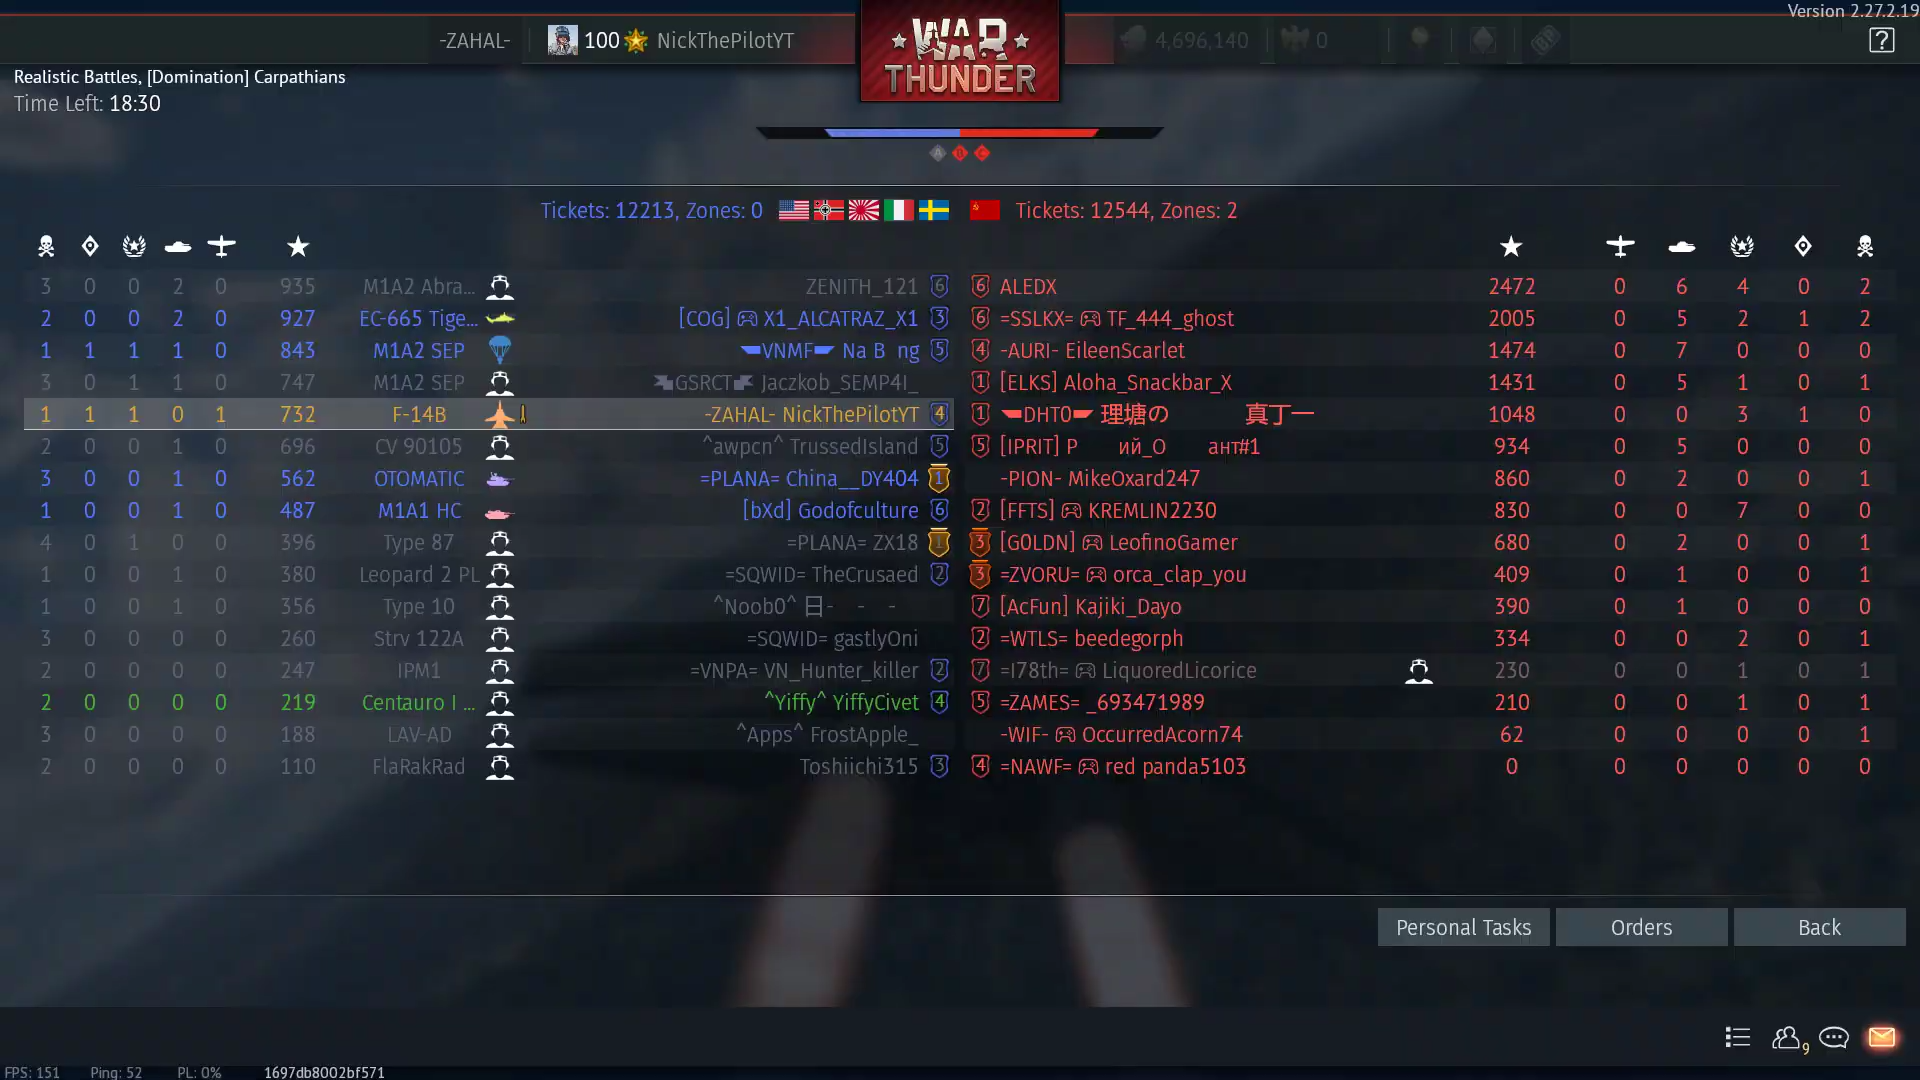 Version 2.27.2.19
-ZAHAL- 100 NickThePilotYT
WAR THUNDER
4,696,140 0
Realistic Battles, [Domination] Carpathians
Time Left: 18:30
A B C
Tickets: 12213, Zones: 0 Tickets: 12544, Zones: 2
3 0 0 2 0 935 M1A2 Abra... ZENITH_121 6 6 ALEDX 2472 0 6 4 0 2
2 0 0 2 0 927 EC-665 Tige... [COG] X1_ALCATRAZ_X1 3 6 =SSLKX= TF_444_ghost 2005 0 5 2 1 2
1 1 1 1 0 843 M1A2 SEP VNMF Na B ng 5 4 -AURI- EileenScarlet 1474 0 7 0 0 0
3 0 1 1 0 747 M1A2 SEP GSRCT Jaczkob_SEMP4I_ 1 [ELKS] Aloha_Snackbar_X 1431 0 5 1 0 1
1 1 1 0 1 732 F-14B -ZAHAL- NickThePilotYT 4 1 DHT0 理塘の 真丁一 1048 0 0 3 1 0
2 0 0 1 0 696 CV 90105 ^awpcn^ TrussedIsland 5 5 [IPRIT] P ий_О ант#1 934 0 5 0 0 0
3 0 0 1 0 562 OTOMATIC =PLANA= China__DY404 1 -PION- MikeOxard247 860 0 2 0 0 1
1 0 0 1 0 487 M1A1 HC [bXd] Godofculture 6 2 [FFTS] KREMLIN2230 830 0 0 7 0 0
4 0 1 0 0 396 Type 87 =PLANA= ZX18 1 3 [G0LDN] LeofinoGamer 680 0 2 0 0 1
1 0 0 1 0 380 Leopard 2 PL =SQWID= TheCrusaed 2 3 =ZVORU= orca_clap_you 409 0 1 0 0 1
1 0 0 1 0 356 Type 10 ^Noob0^ 日- - - 7 [AcFun] Kajiki_Dayo 390 0 1 0 0 0
3 0 0 0 0 260 Strv 122A =SQWID= gastlyOni 2 =WTLS= beedegorph 334 0 0 2 0 1
2 0 0 0 0 247 IPM1 =VNPA= VN_Hunter_killer 2 7 =I78th= LiquoredLicorice 230 0 0 1 0 1
2 0 0 0 0 219 Centauro I ... ^Yiffy^ YiffyCivet 4 5 =ZAMES= _693471989 210 0 0 1 0 1
3 0 0 0 0 188 LAV-AD ^Apps^ FrostApple_ -WIF- OccurredAcorn74 62 0 0 0 0 1
2 0 0 0 0 110 FlaRakRad Toshiichi315 3 4 =NAWF= red panda5103 0 0 0 0 0 0
Personal Tasks Orders Back
9
FPS: 151 Ping: 52 PL: 0% 1697db8002bf571